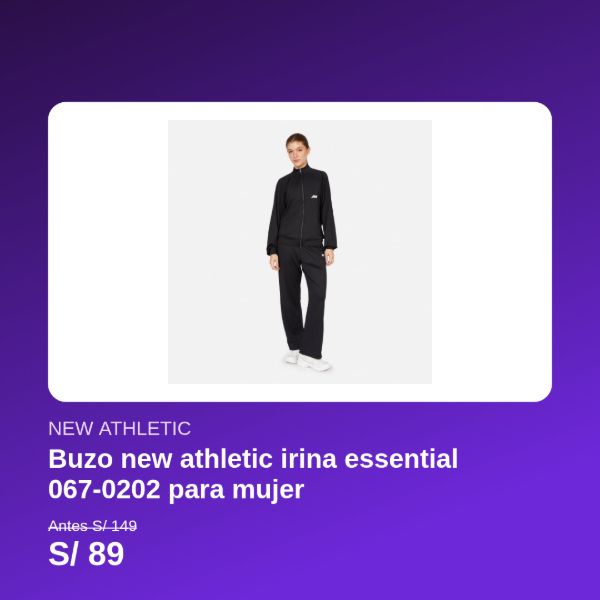 NEW ATHLETIC
Buzo new athletic irina essential
067-0202 para mujer
Antes S/ 149
S/ 89